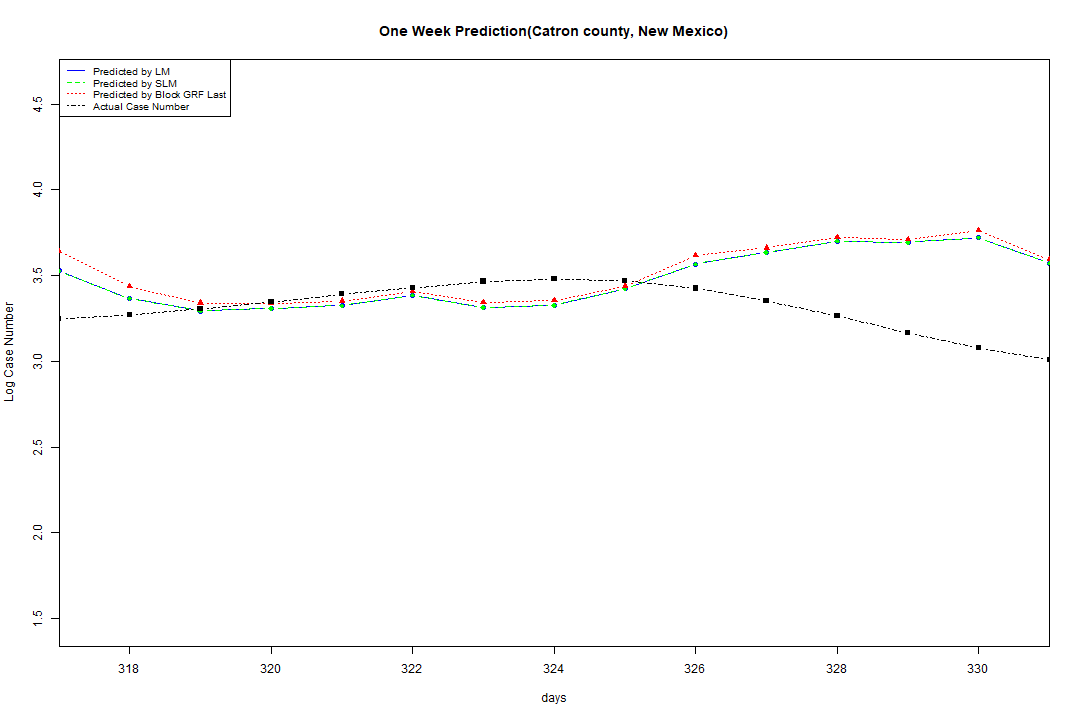 One Week Prediction(Catron county, New Mexico)
Predicted by LM
Predicted by SLM
Predicted by Block GRF Last
Actual Case Number
Log Case Number
4.5
4.0
3.5
3.0
2.5
2.0
1.5
318 320 322 324 326 328 330
days